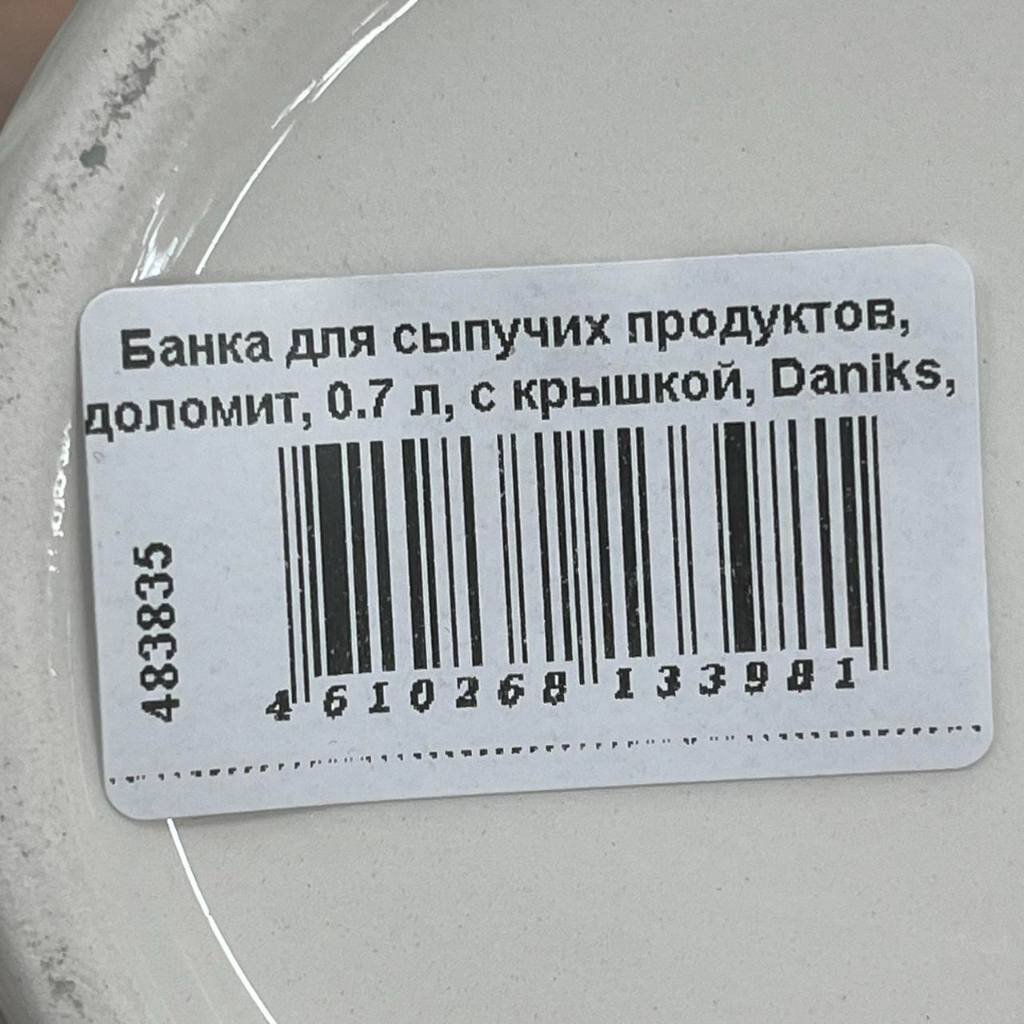 Банка для сыпучих продуктов,
доломит, 0.7 л, с крышкой, Daniks,
483835
4 610268 133981